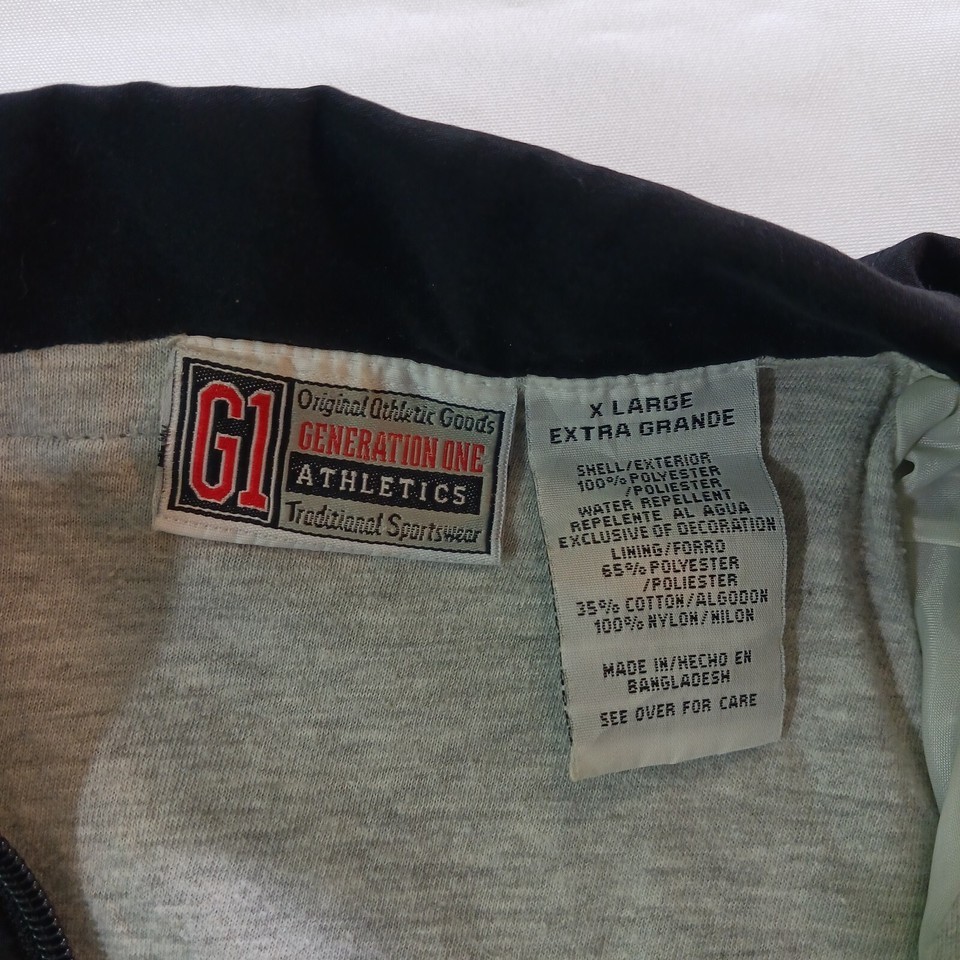 G1
Original Athletic Goods
GENERATION ONE
ATHLETICS
Traditional Sportswear
X LARGE
EXTRA GRANDE
SHELL/EXTERIOR
100% POLYESTER
/POLIESTER
WATER REPELLENT
REPELENTE AL AGUA
EXCLUSIVE OF DECORATION
LINING/FORRO
65% POLYESTER
/POLIESTER
35% COTTON/ALGODON
100% NYLON/NILON
MADE IN/HECHO EN
BANGLADESH
SEE OVER FOR CARE